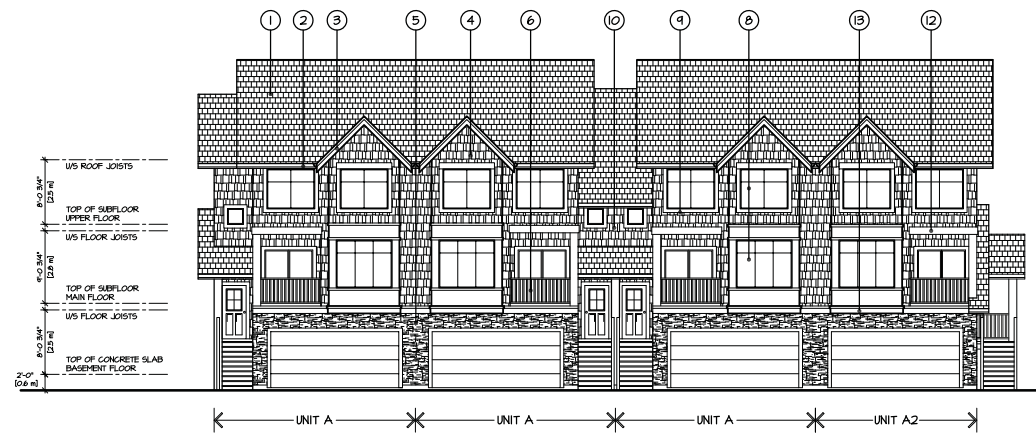 1 2 3 5 4 6 10 9 8 13 12
U/S ROOF JOISTS
8'-0 3/4"
[2.5 m]
TOP OF SUBFLOOR
UPPER FLOOR
U/S FLOOR JOISTS
9'-0 3/4"
[2.8 m]
TOP OF SUBFLOOR
MAIN FLOOR
U/S FLOOR JOISTS
8'-0 3/4"
[2.5 m]
TOP OF CONCRETE SLAB
BASEMENT FLOOR
2'-0"
[0.6 m]
UNIT A UNIT A UNIT A UNIT A2